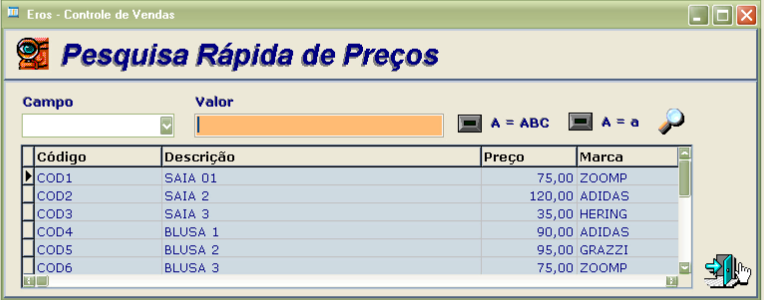 Eros - Controle de Vendas
Pesquisa Rápida de Preços
Campo Valor
A = ABC A = a
Código Descrição Preço Marca
COD1 SAIA 01 75,00 ZOOMP
COD2 SAIA 2 120,00 ADIDAS
COD3 SAIA 3 35,00 HERING
COD4 BLUSA 1 90,00 ADIDAS
COD5 BLUSA 2 95,00 GRAZZI
COD6 BLUSA 3 75,00 ZOOMP